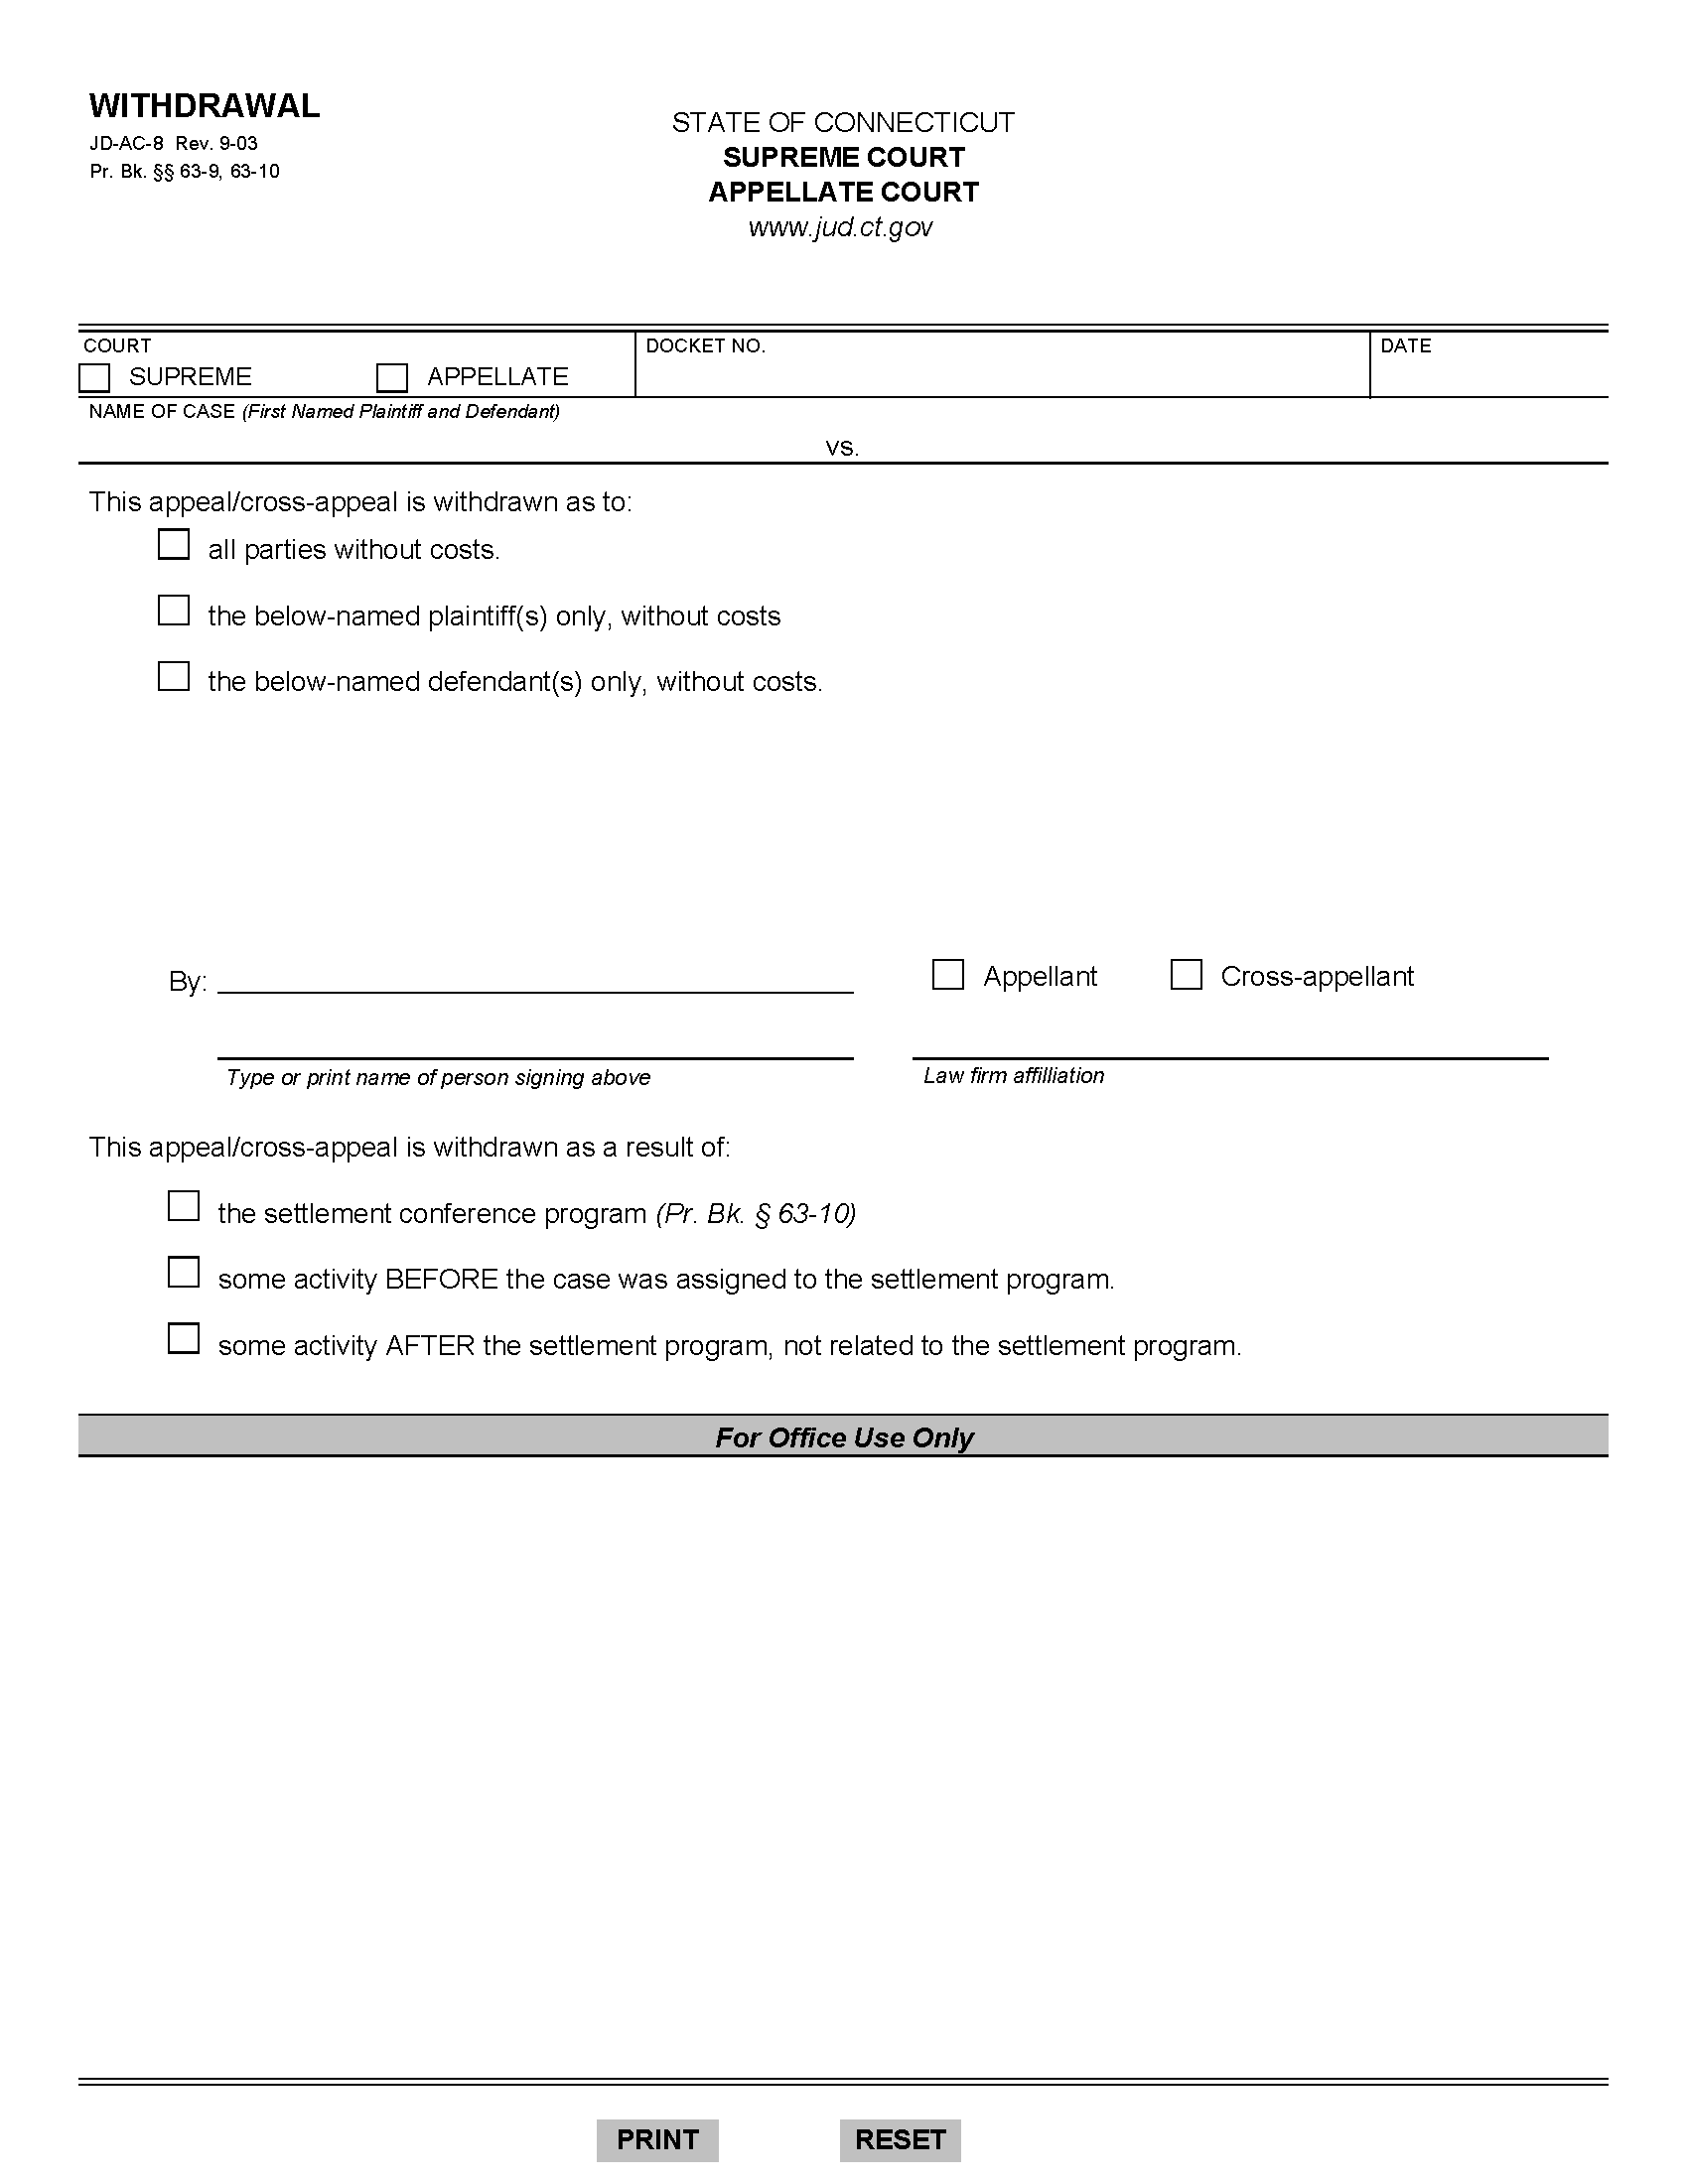 WITHDRAWAL
JD-AC-8 Rev. 9-03
Pr. Bk. §§ 63-9, 63-10
STATE OF CONNECTICUT
SUPREME COURT
APPELLATE COURT
www.jud.ct.gov
COURT
SUPREME APPELLATE
DOCKET NO.
DATE
NAME OF CASE (First Named Plaintiff and Defendant)
VS.
This appeal/cross-appeal is withdrawn as to:
all parties without costs.
the below-named plaintiff(s) only, without costs
the below-named defendant(s) only, without costs.
By:
Appellant Cross-appellant
Type or print name of person signing above
Law firm affilliation
This appeal/cross-appeal is withdrawn as a result of:
the settlement conference program (Pr. Bk. § 63-10)
some activity BEFORE the case was assigned to the settlement program.
some activity AFTER the settlement program, not related to the settlement program.
For Office Use Only
PRINT RESET